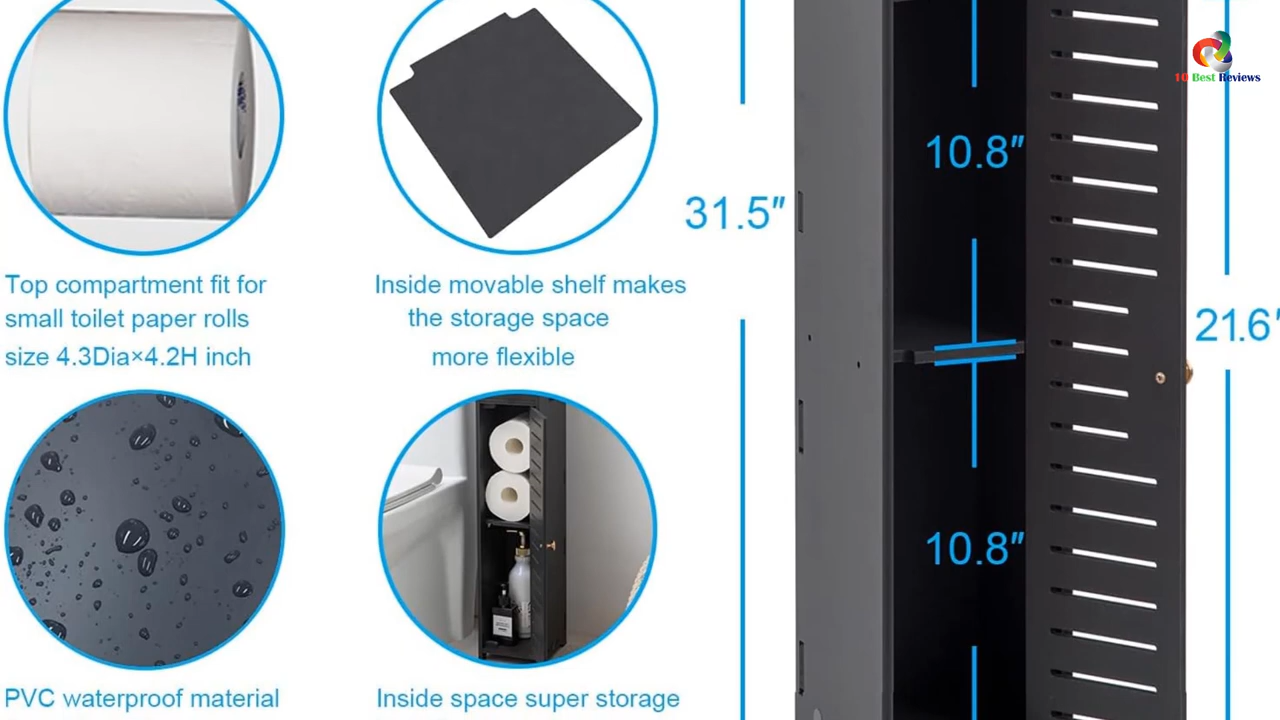 10 Best Reviews
10.8″
31.5″
Top compartment fit for
small toilet paper rolls
size 4.3Dia×4.2H inch
Inside movable shelf makes
the storage space
more flexible
21.6″
10.8″
PVC waterproof material
Inside space super storage